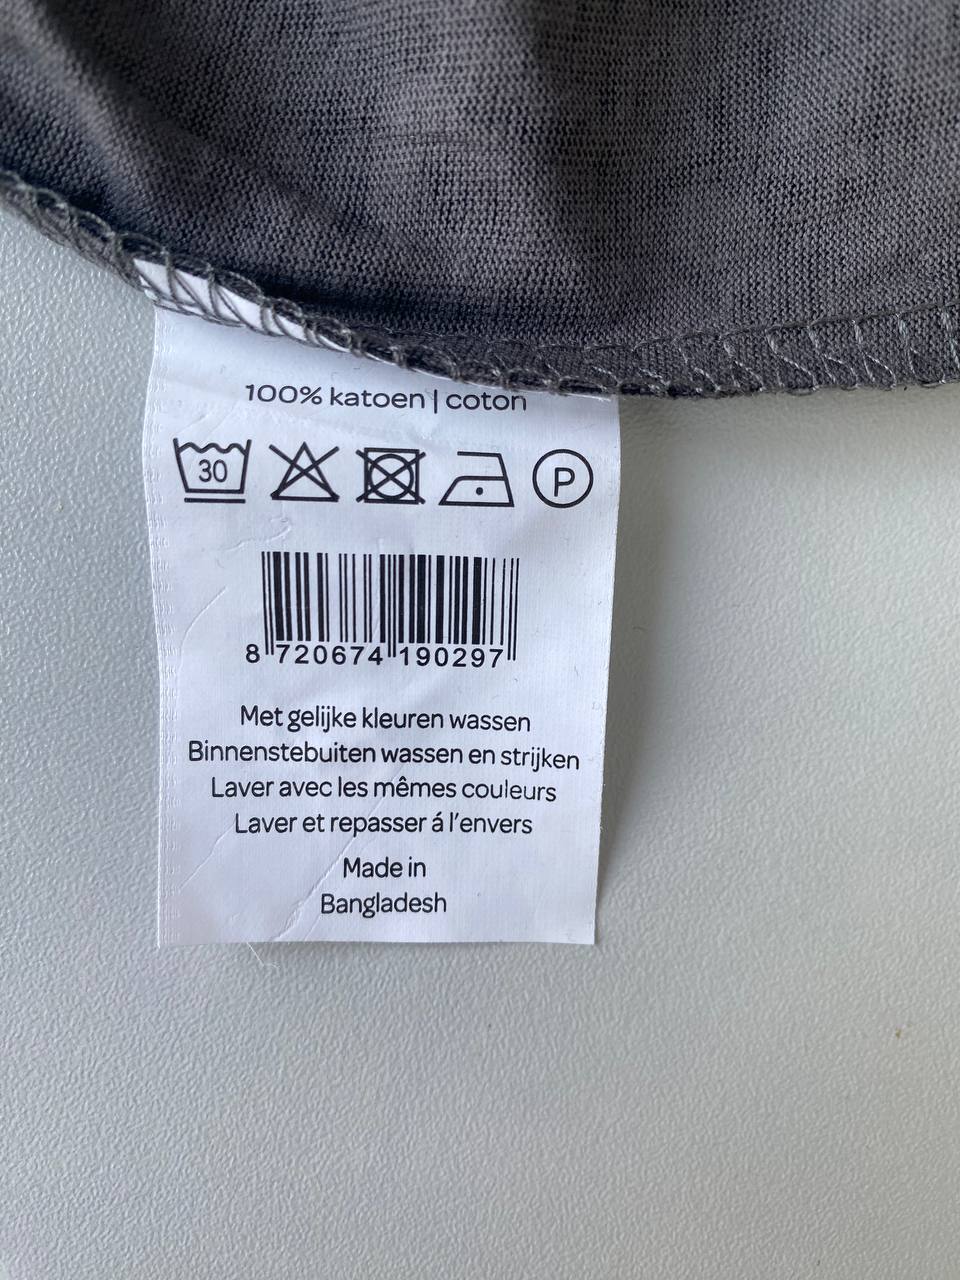 100% katoen | coton
30 P
8 720674 190297
Met gelijke kleuren wassen
Binnenstebuiten wassen en strijken
Laver avec les mêmes couleurs
Laver et repasser á l'envers
Made in
Bangladesh